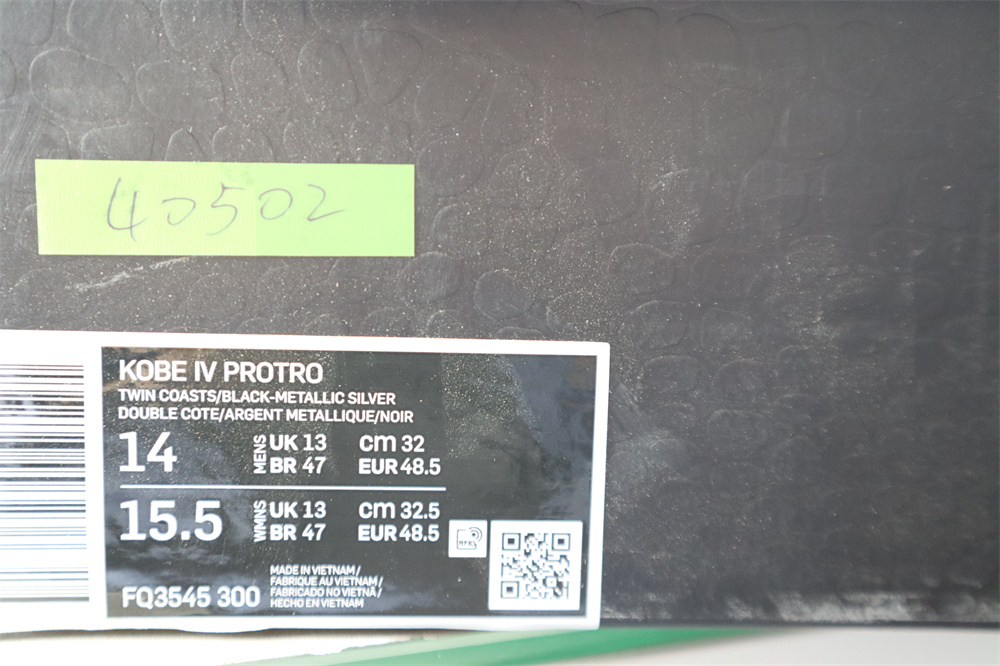 40502
KOBE IV PROTRO
TWIN COASTS/BLACK-METALLIC SILVER
DOUBLE COTE/ARGENT METALLIQUE/NOIR
14 MENS UK 13 cm 32
BR 47 EUR 48.5
15.5 WMNS UK 13 cm 32.5
BR 47 EUR 48.5
MADE IN VIETNAM/
FABRIQUE AU VIETNAM/
FABRICADO NO VIETNÃ/
HECHO EN VIETNAM
FQ3545 300